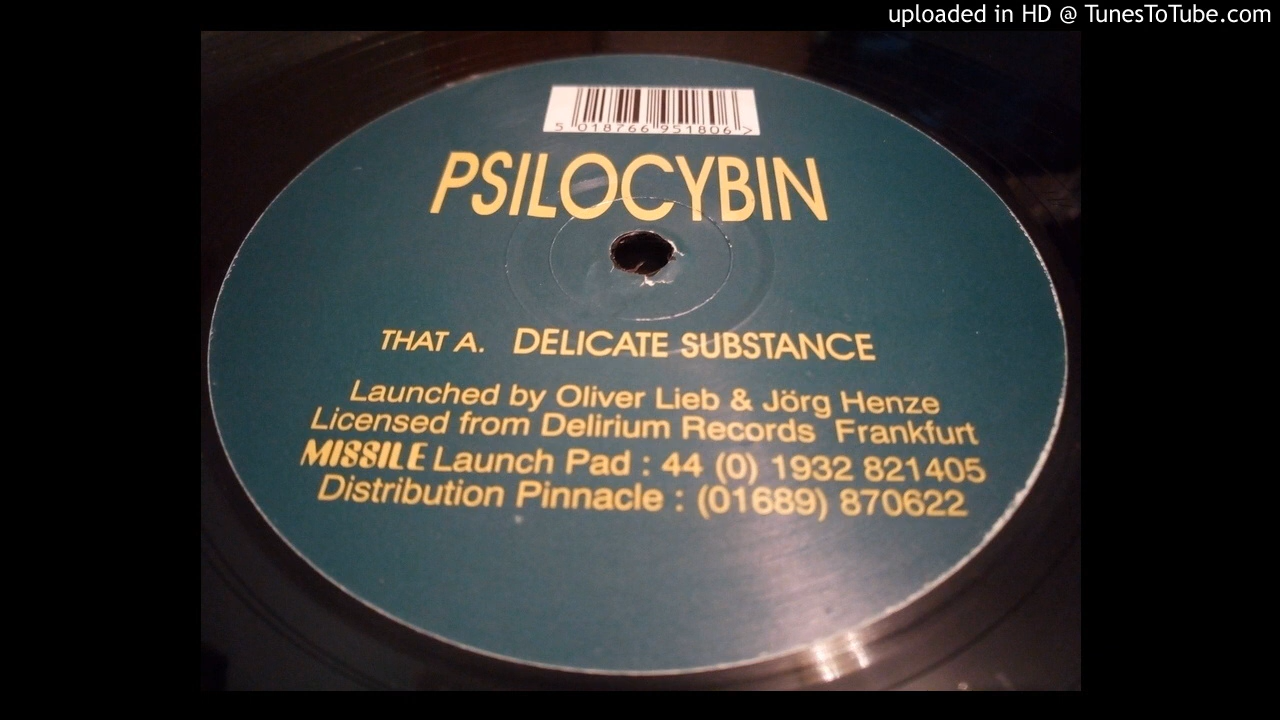 uploaded in HD @ TunesToTube.com
5 018766 951806 >
PSILOCYBIN
THAT A. DELICATE SUBSTANCE
Launched by Oliver Lieb & Jörg Henze
Licensed from Delirium Records Frankfurt
MISSILE Launch Pad : 44 (0) 1932 821405
Distribution Pinnacle : (01689) 870622